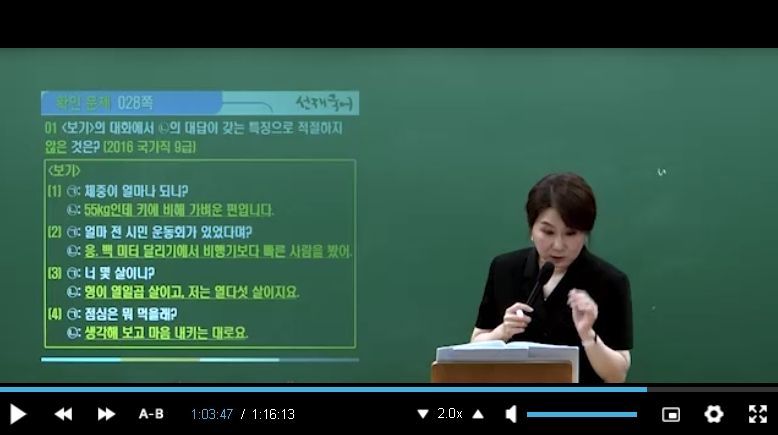 확인 문제 028쪽
선재국어
01 <보기>의 대화에서 ㉡의 대답이 갖는 특징으로 적절하지
않은 것은? (2016 국가직 9급)
<보기>
(1) ㉠: 체중이 얼마나 되니?
㉡: 55kg인데 키에 비해 가벼운 편입니다.
(2) ㉠: 얼마 전 시민 운동회가 있었다며?
㉡: 응. 백 미터 달리기에서 비행기보다 빠른 사람을 봤어.
(3) ㉠: 너 몇 살이니?
㉡: 형이 열일곱 살이고, 저는 열다섯 살이지요.
(4) ㉠: 점심은 뭐 먹을래?
㉡: 생각해 보고 마음 내키는 대로요.
A-B
1:03:47 / 1:16:13
2.0x